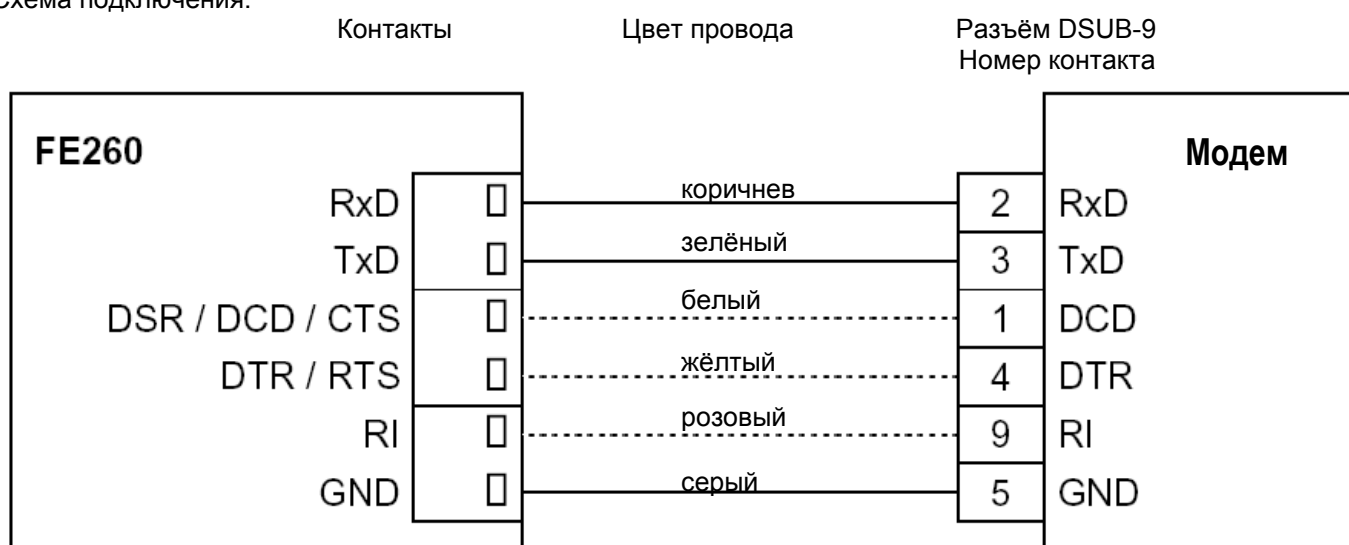 Схема подключения:
Контакты Цвет провода Разъём DSUB-9
Номер контакта
FE260 Модем
RxD коричнев 2 RxD
TxD зелёный 3 TxD
DSR / DCD / CTS белый 1 DCD
DTR / RTS жёлтый 4 DTR
RI розовый 9 RI
GND серый 5 GND